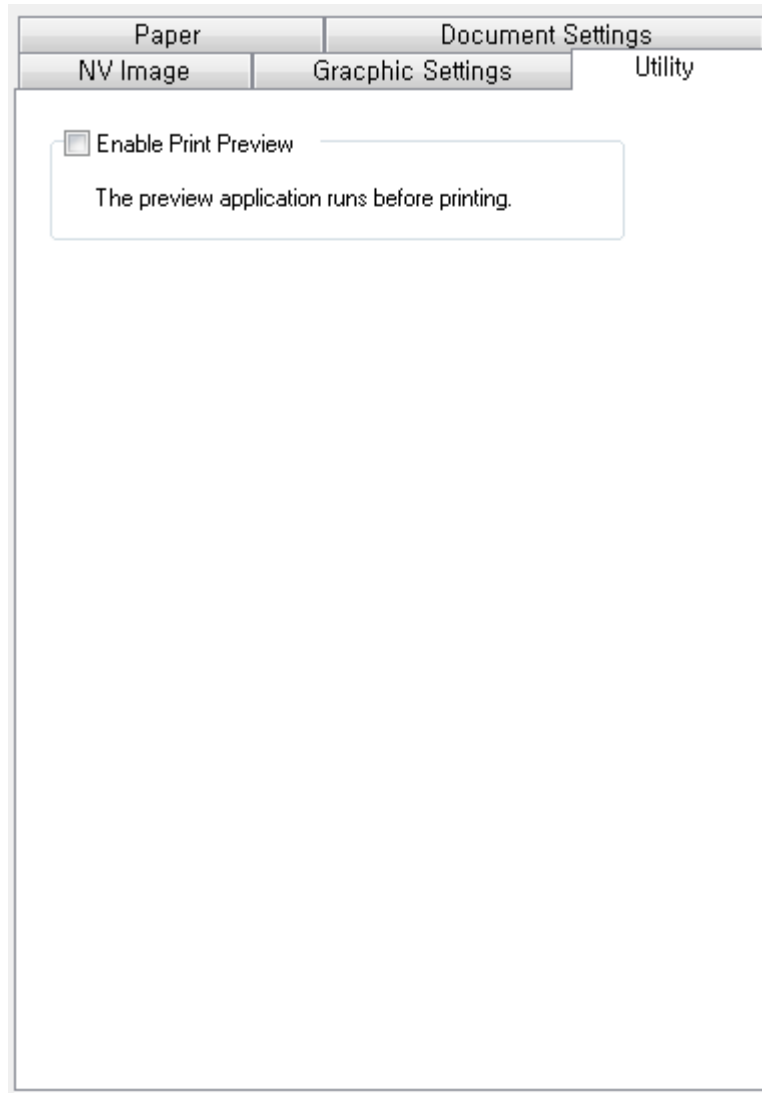 Paper Document Settings
NV Image Gracphic Settings Utility
Enable Print Preview
The preview application runs before printing.